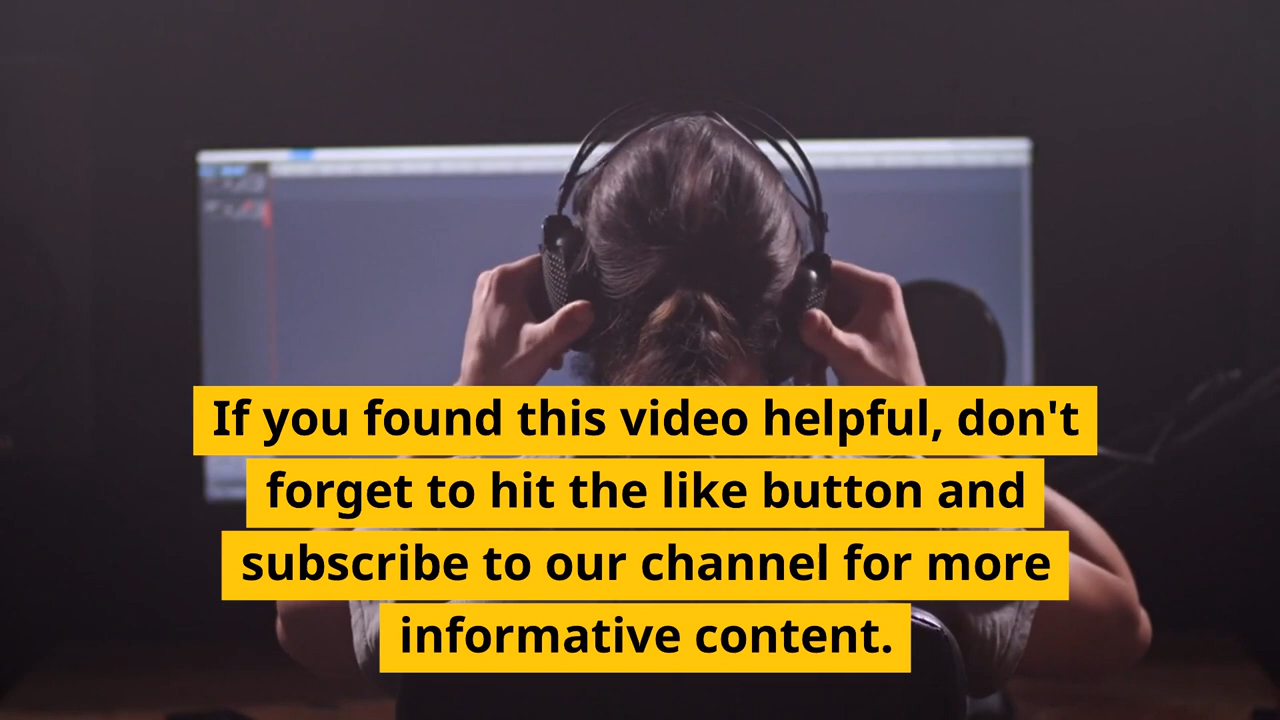 If you found this video helpful, don't
forget to hit the like button and
subscribe to our channel for more
informative content.